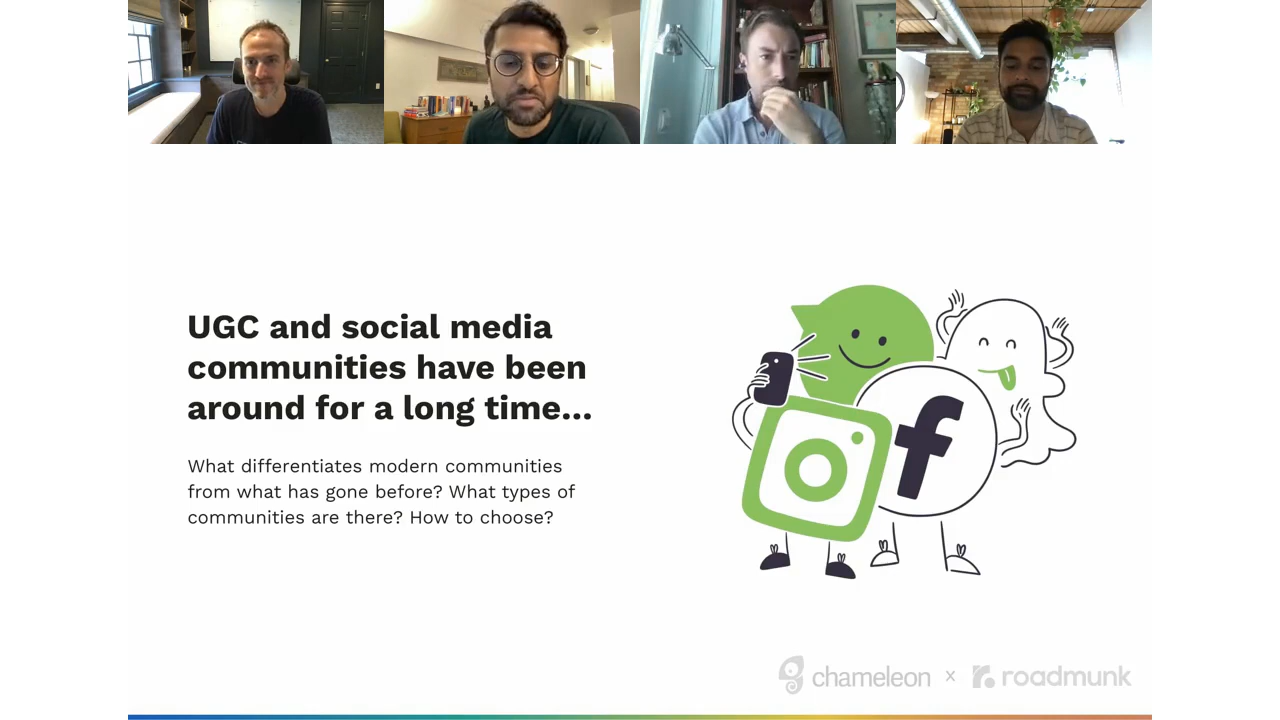 UGC and social media
communities have been
around for a long time...
What differentiates modern communities
from what has gone before? What types of
communities are there? How to choose?
f
chameleon x roadmunk